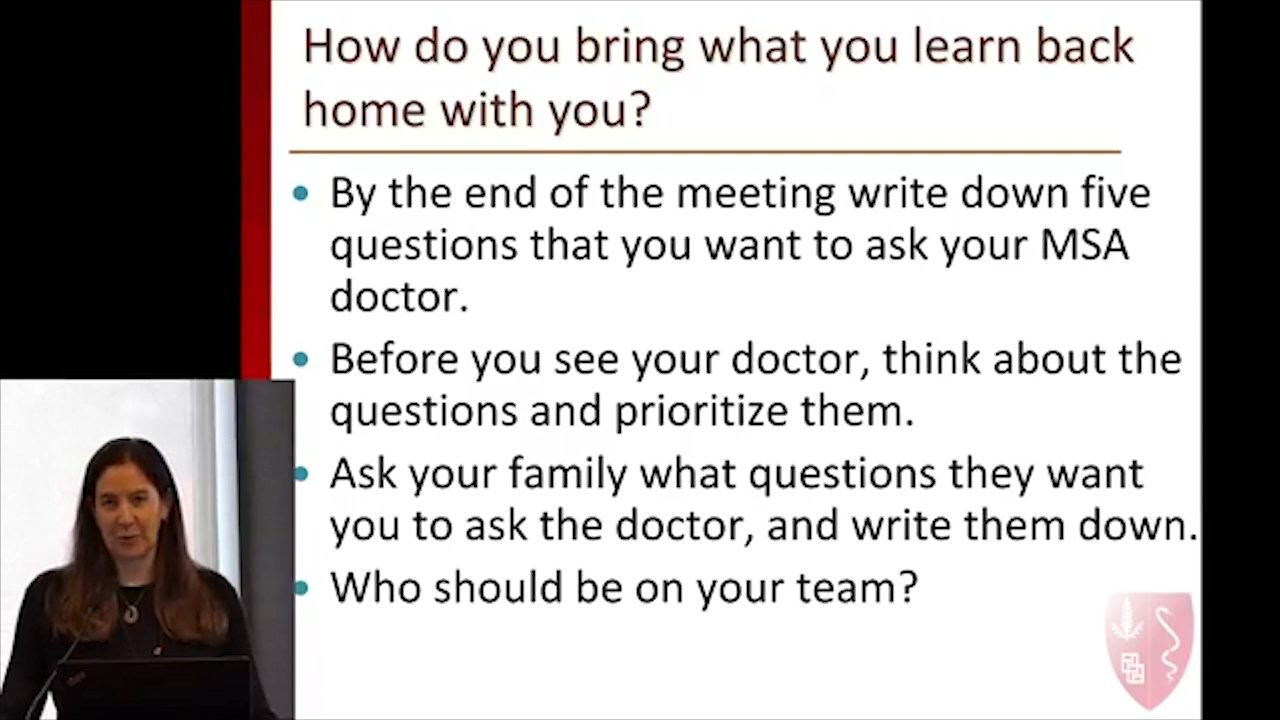 How do you bring what you learn back
home with you?
• By the end of the meeting write down five
questions that you want to ask your MSA
doctor.
• Before you see your doctor, think about the
questions and prioritize them.
• Ask your family what questions they want
you to ask the doctor, and write them down.
• Who should be on your team?